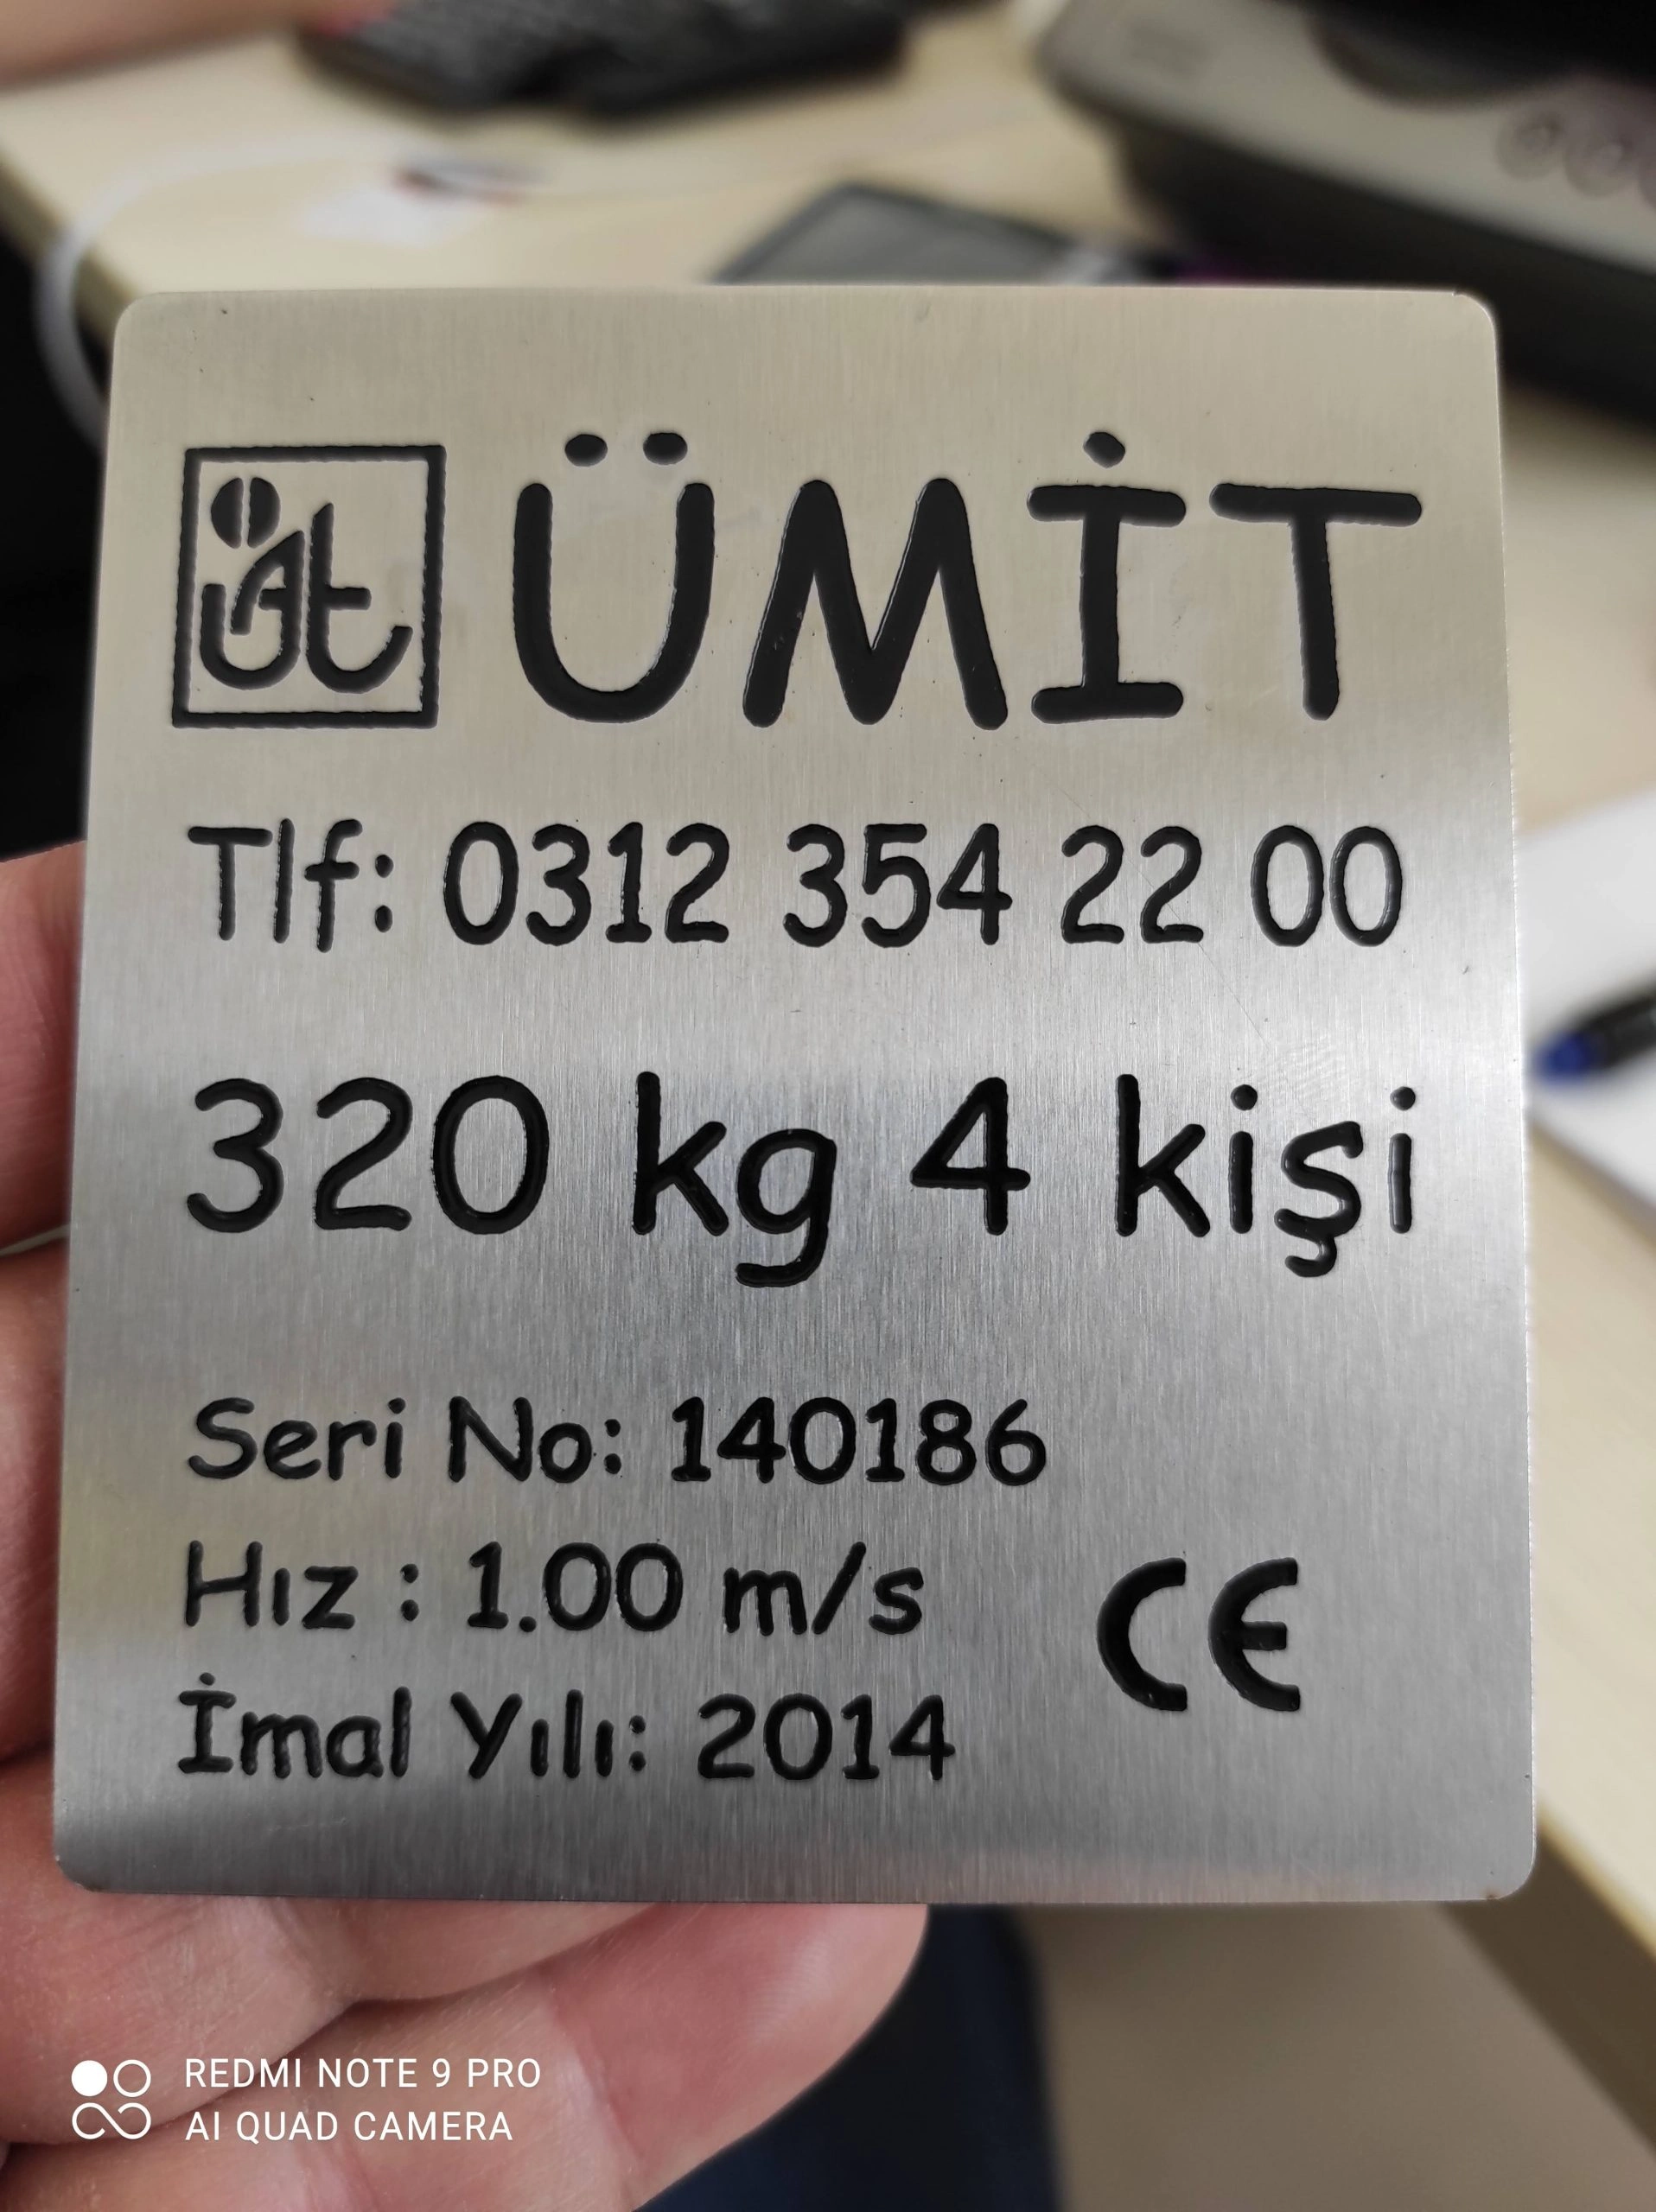 üAt ÜMİT
Tlf: 0312 354 22 00
320 kg 4 kişi
Seri No: 140186
Hız : 1.00 m/s
CE
İmal Yılı: 2014
REDMI NOTE 9 PRO
AI QUAD CAMERA